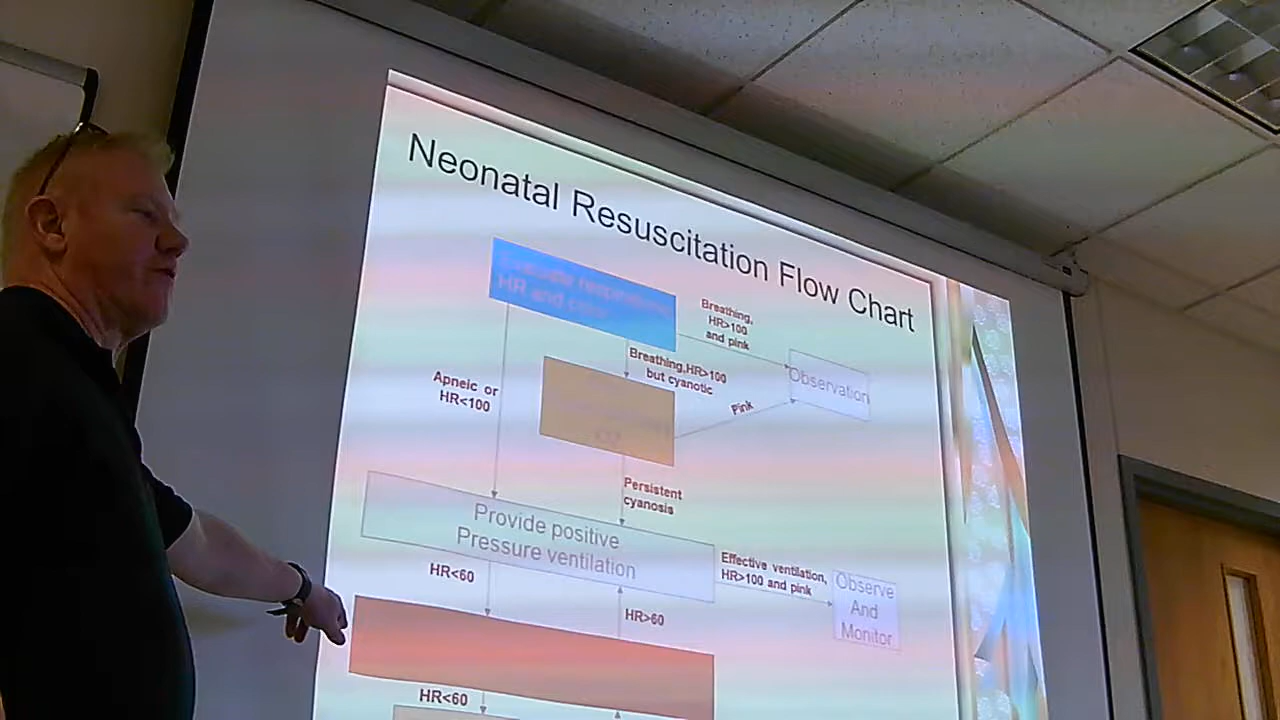 Neonatal Resuscitation Flow Chart
HR and
Breathing,
HR>100
and pink
Breathing,HR>100
but cyanotic
Observation
Apneic or
HR<100
Pink
Persistent
cyanosis
Provide positive
Pressure ventilation
Effective ventilation,
HR>100 and pink
Observe
And
Monitor
HR<60
HR>60
HR<60